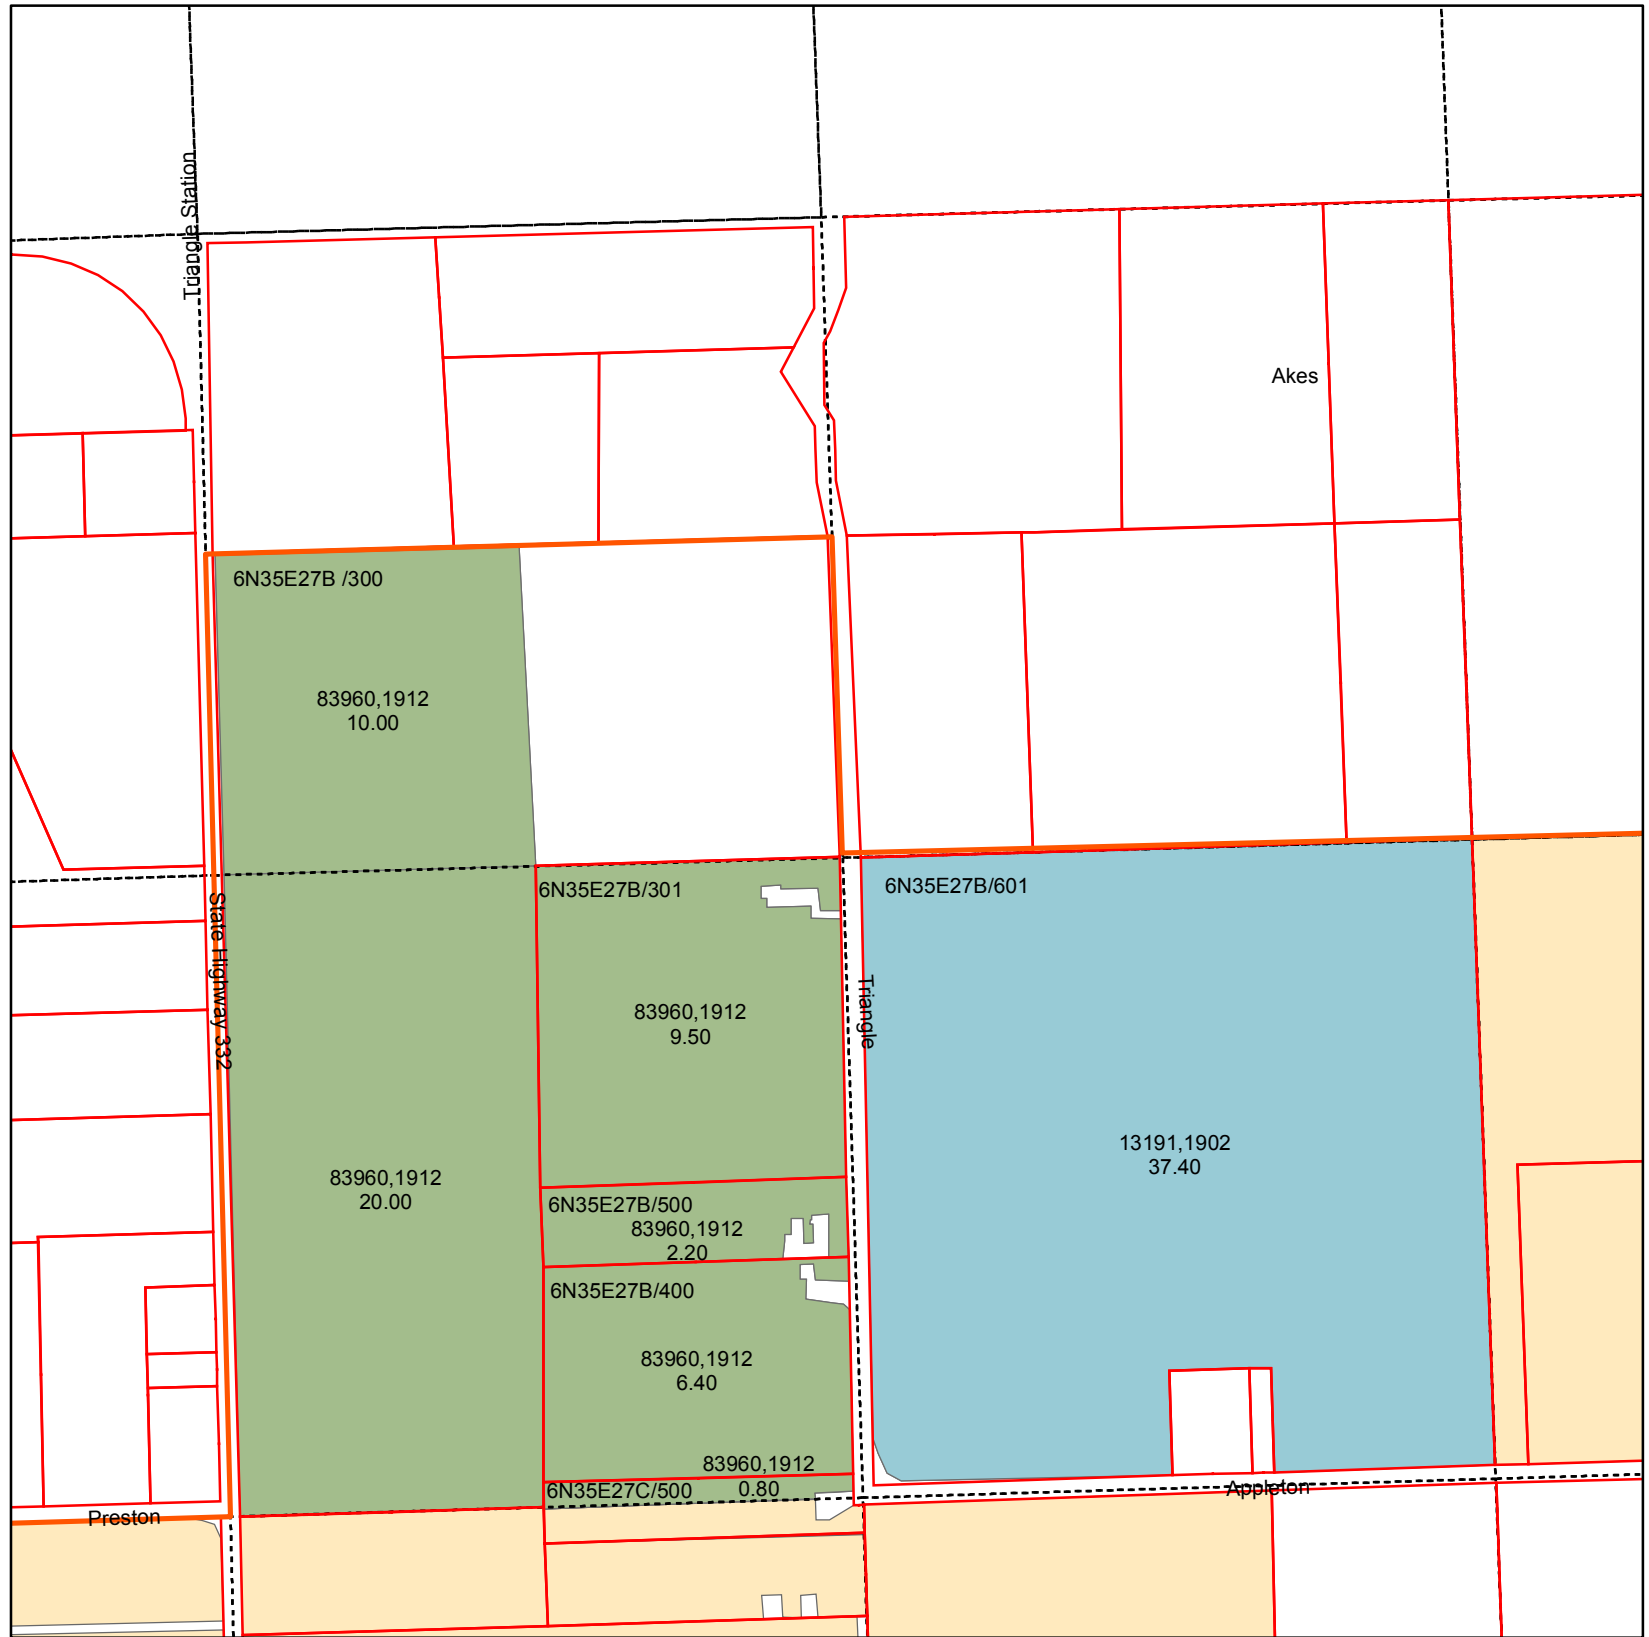 Triangle Station
Akes
6N35E27B /300
83960,1912
10.00
6N35E27B/301
6N35E27B/601
State Highway 332
Triangle
83960,1912
9.50
13191,1902
37.40
83960,1912
20.00
6N35E27B/500
83960,1912
2.20
6N35E27B/400
83960,1912
6.40
83960,1912
0.80
6N35E27C/500
Appleton
Preston